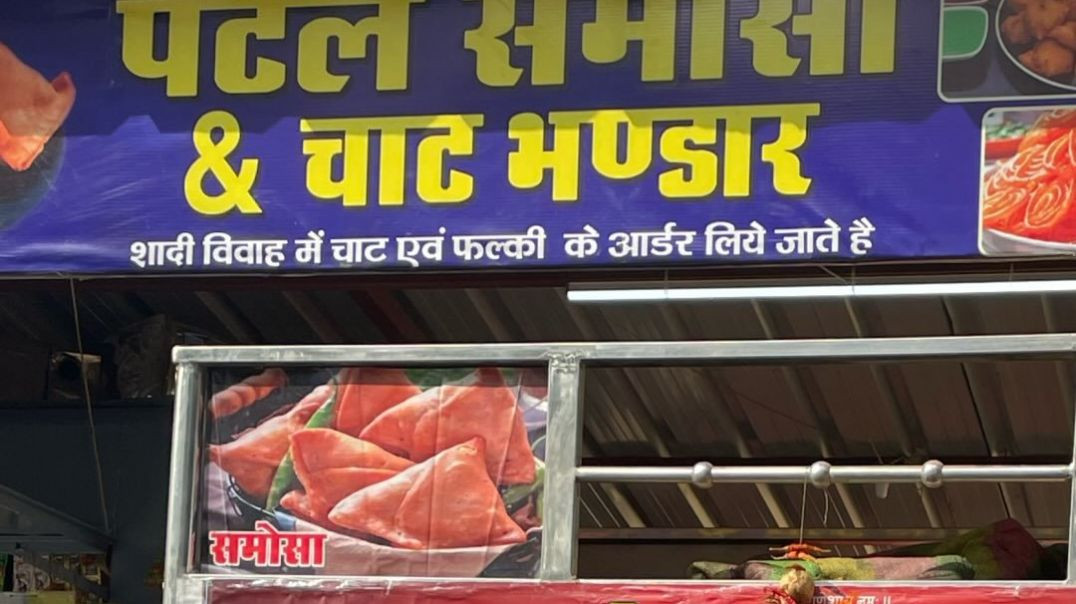 पटेल समोसा
& चाट भण्डार
शादी विवाह में चाट एवं फल्की के आर्डर लिये जाते है
समोसा